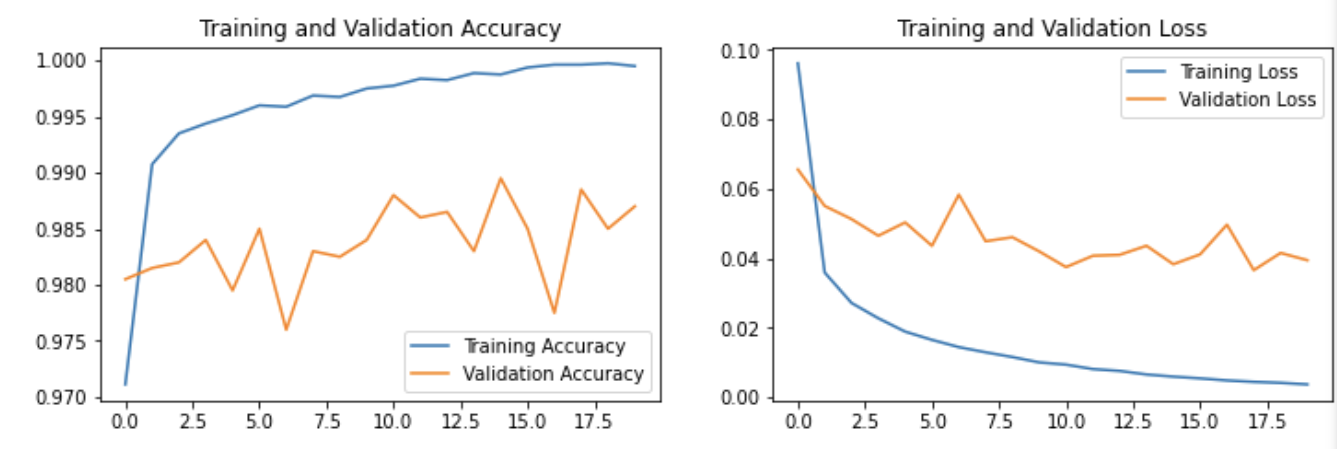 Training and Validation Accuracy
1.000
0.995
0.990
0.985
0.980
0.975
0.970
Training Accuracy
Validation Accuracy
0.0 2.5 5.0 7.5 10.0 12.5 15.0 17.5
Training and Validation Loss
0.10
0.08
0.06
0.04
0.02
0.00
Training Loss
Validation Loss
0.0 2.5 5.0 7.5 10.0 12.5 15.0 17.5